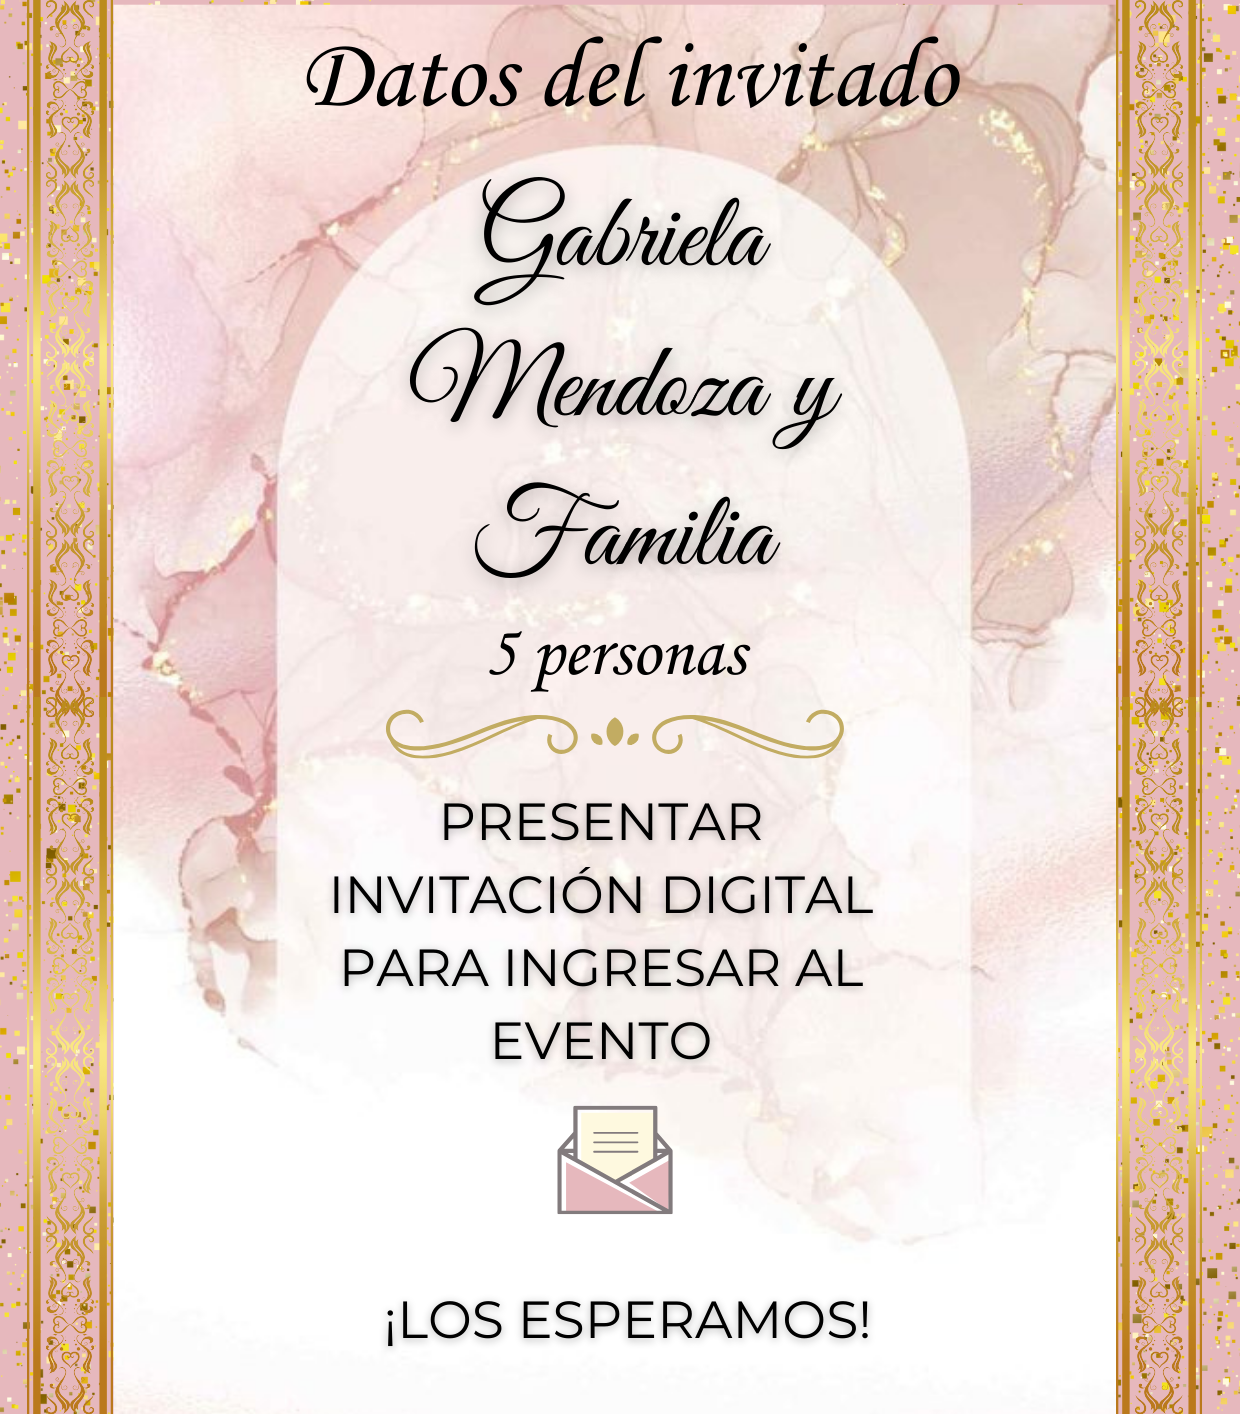 Datos del invitado
Gabriela
Mendoza y
Familia
5 personas
PRESENTAR
INVITACIÓN DIGITAL
PARA INGRESAR AL
EVENTO
¡LOS ESPERAMOS!